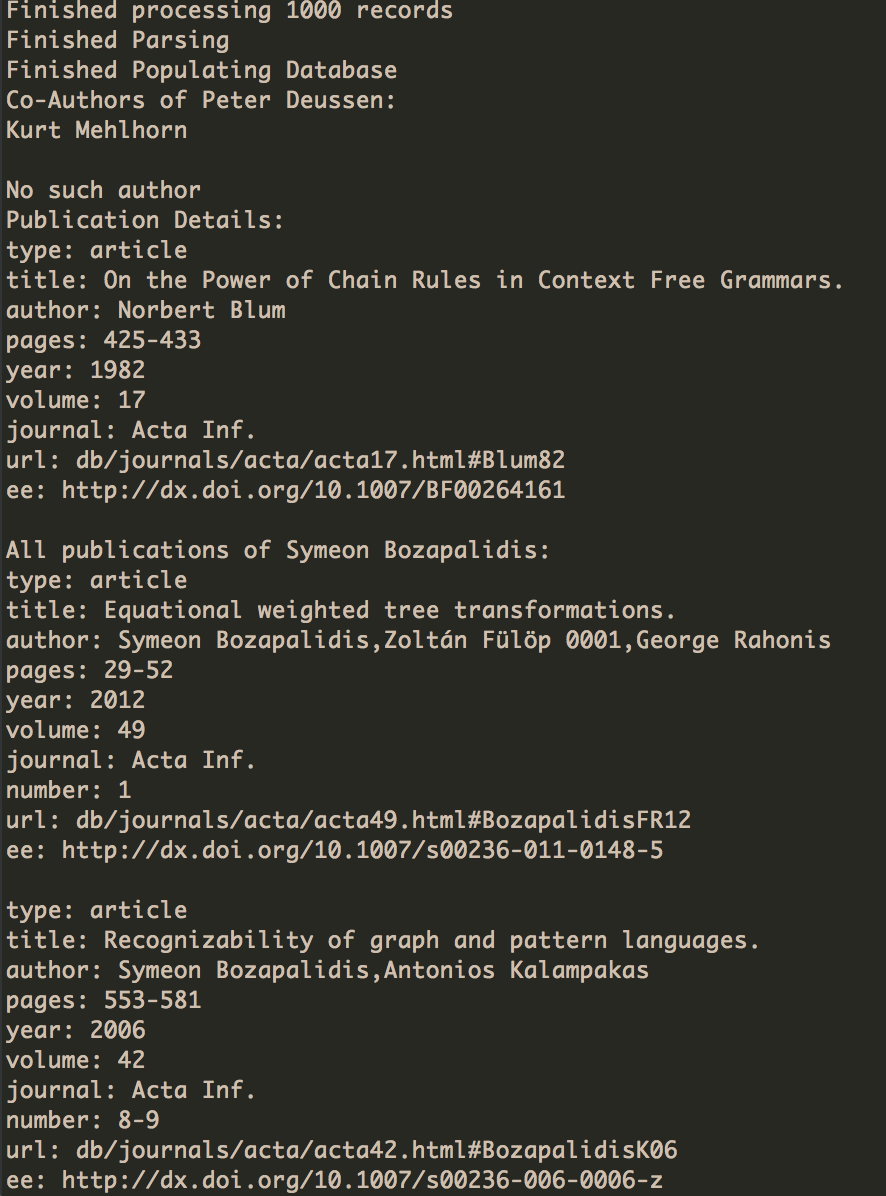 Finished processing 1000 records
Finished Parsing
Finished Populating Database
Co-Authors of Peter Deussen:
Kurt Mehlhorn
No such author
Publication Details:
type: article
title: On the Power of Chain Rules in Context Free Grammars.
author: Norbert Blum
pages: 425-433
year: 1982
volume: 17
journal: Acta Inf.
url: db/journals/acta/acta17.html#Blum82
ee: http://dx.doi.org/10.1007/BF00264161
All publications of Symeon Bozapalidis:
type: article
title: Equational weighted tree transformations.
author: Symeon Bozapalidis,Zoltán Fülöp 0001,George Rahonis
pages: 29-52
year: 2012
volume: 49
journal: Acta Inf.
number: 1
url: db/journals/acta/acta49.html#BozapalidisFR12
ee: http://dx.doi.org/10.1007/s00236-011-0148-5
type: article
title: Recognizability of graph and pattern languages.
author: Symeon Bozapalidis,Antonios Kalampakas
pages: 553-581
year: 2006
volume: 42
journal: Acta Inf.
number: 8-9
url: db/journals/acta/acta42.html#BozapalidisK06
ee: http://dx.doi.org/10.1007/s00236-006-0006-z